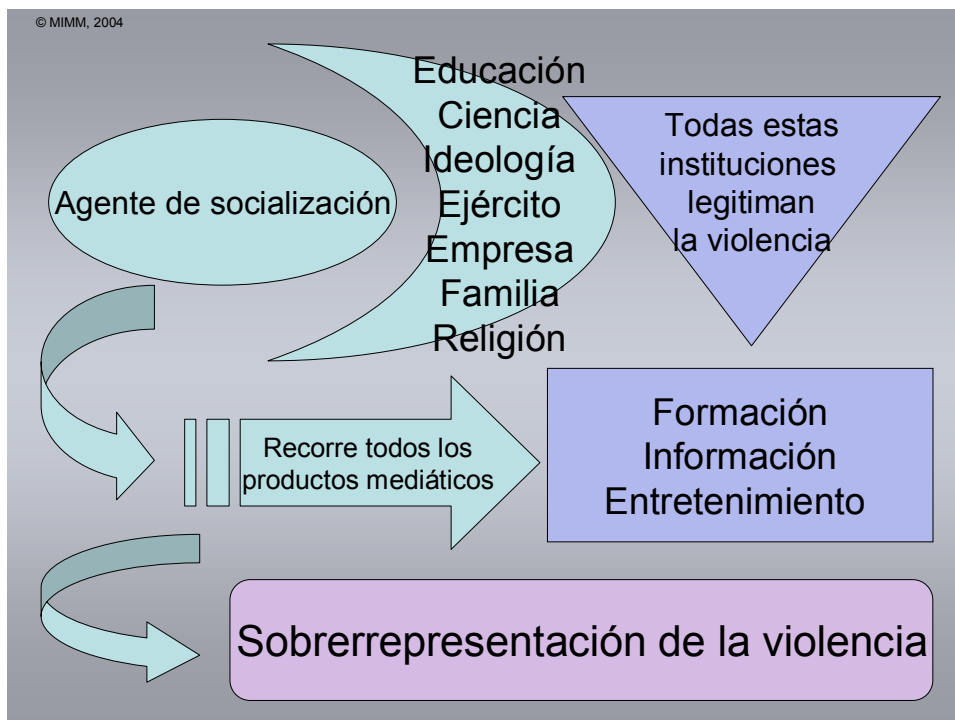 © MIMM, 2004
Agente de socialización
Educación
Ciencia
Ideología
Ejército
Empresa
Familia
Religión
Todas estas
instituciones
legitiman
la violencia
Recorre todos los
productos mediáticos
Formación
Información
Entretenimiento
Sobrerrepresentación de la violencia